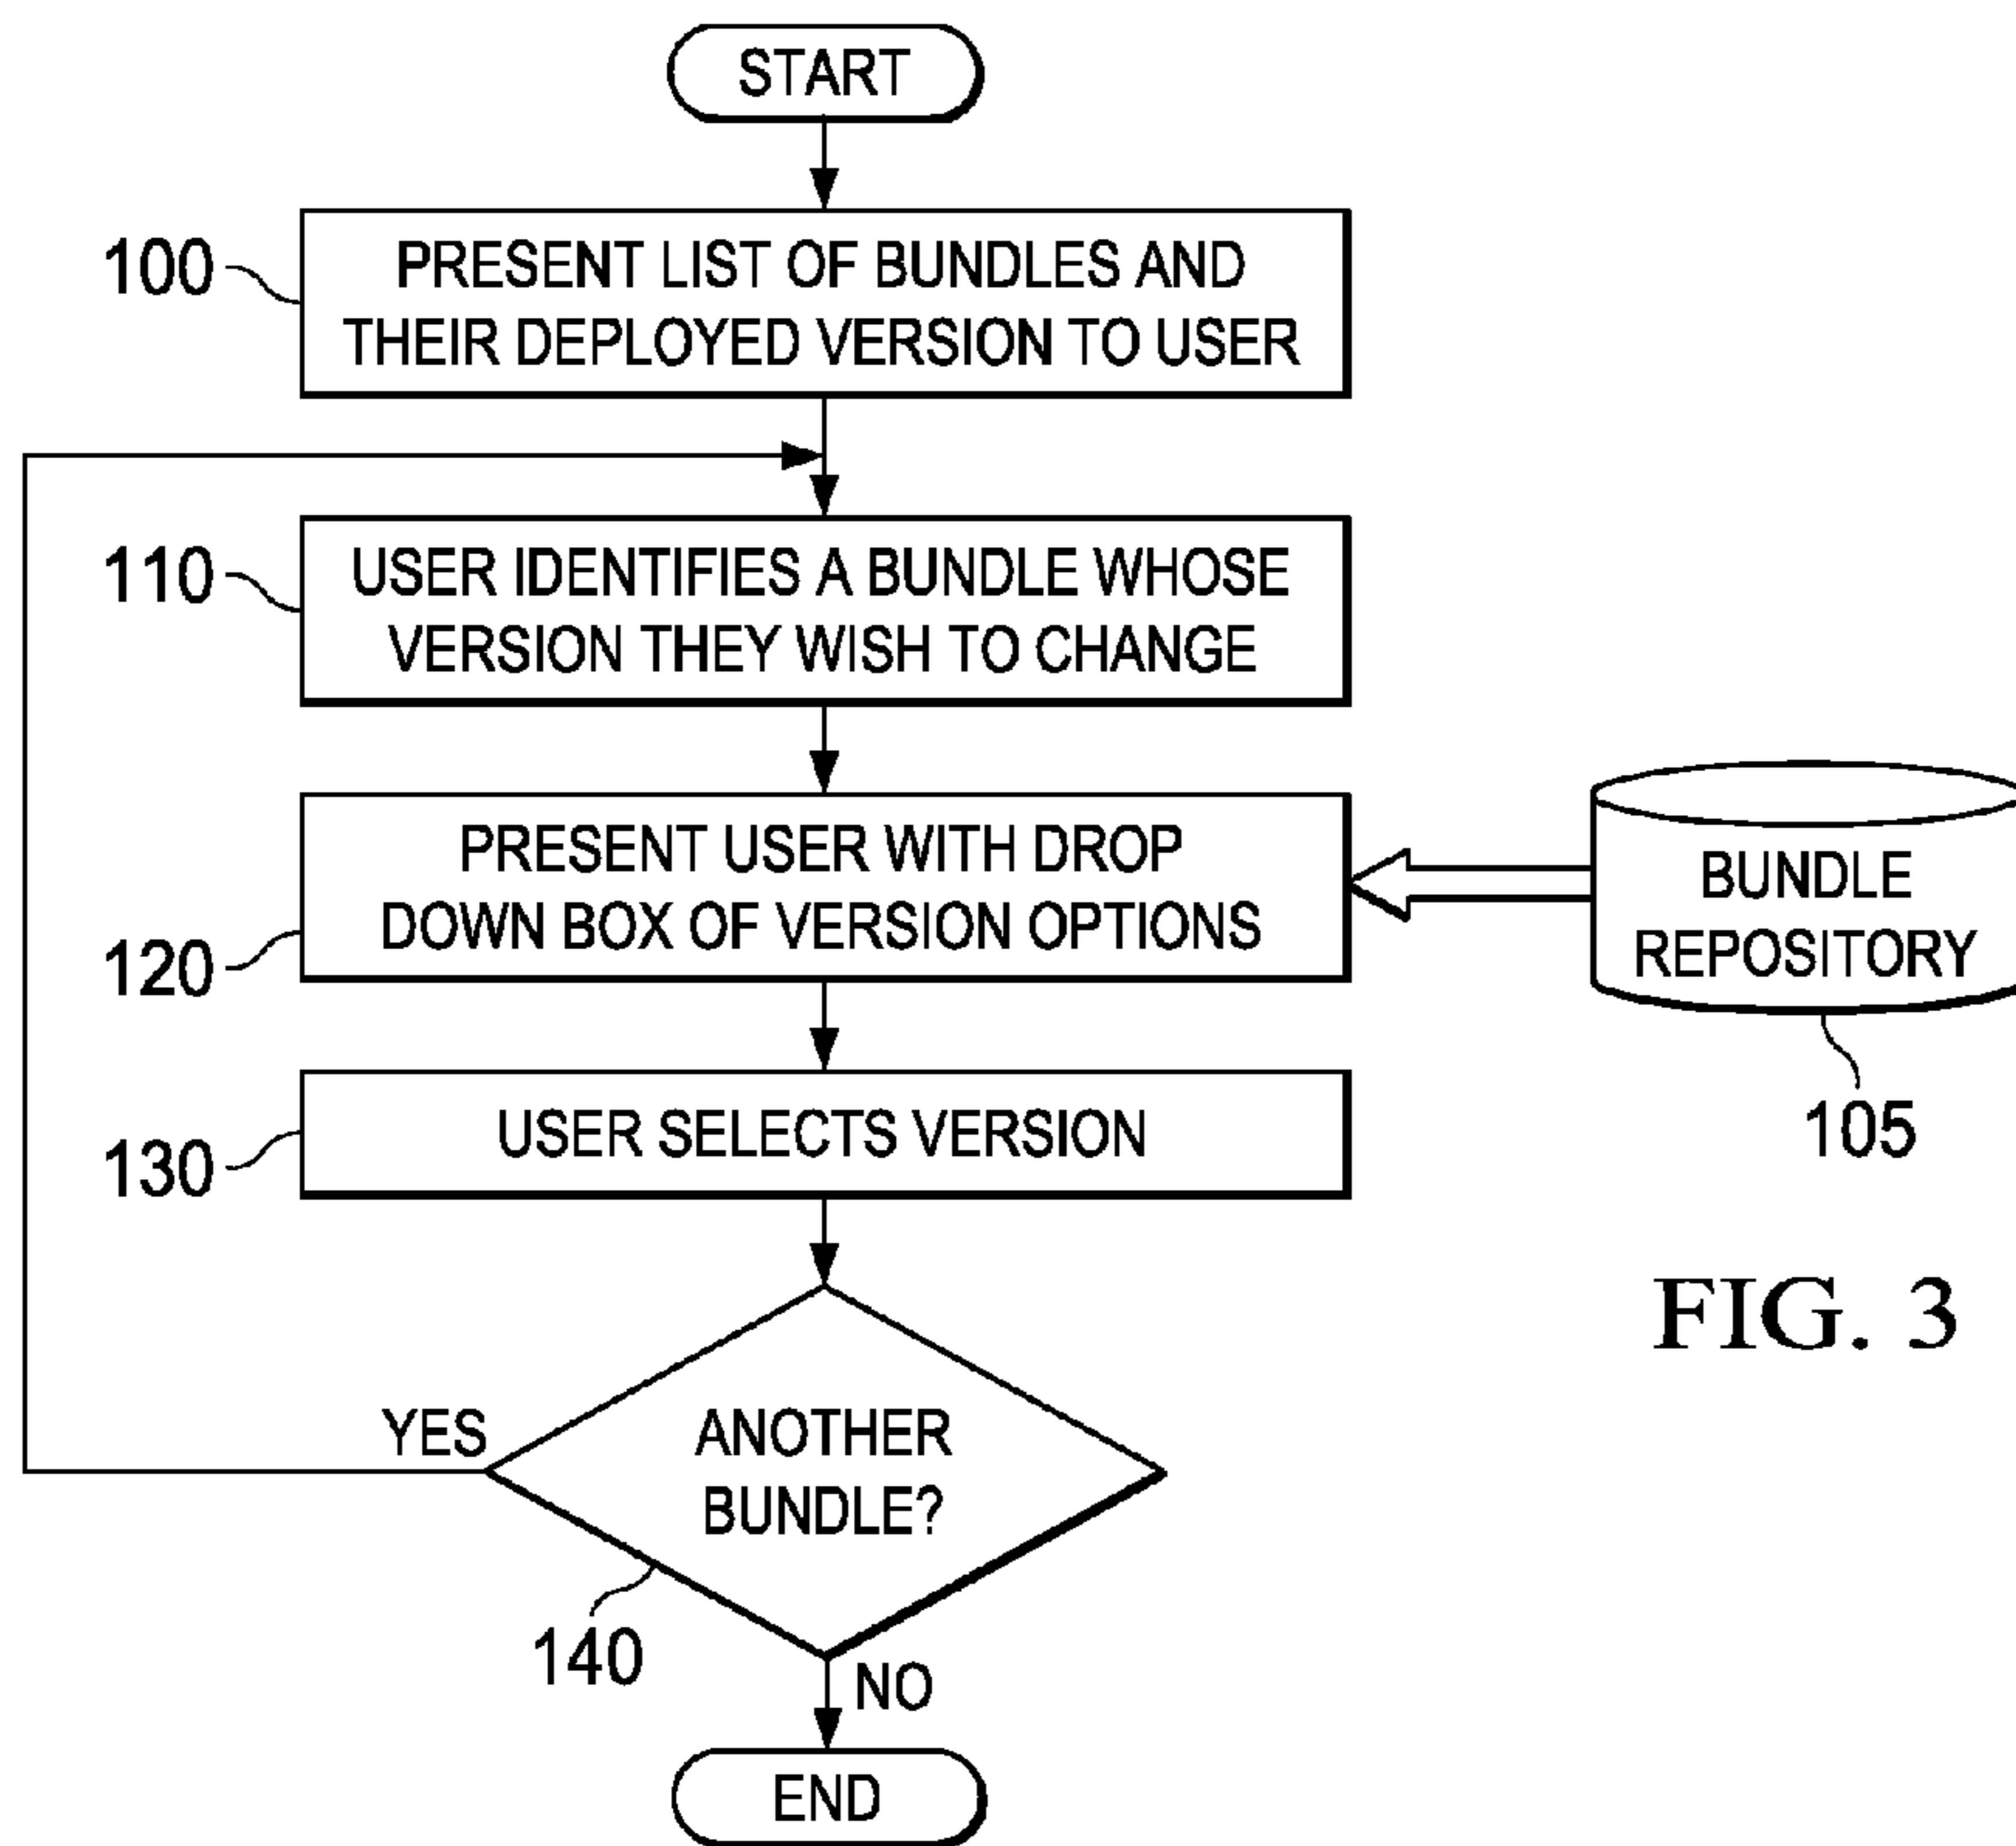 START
100
PRESENT LIST OF BUNDLES AND
THEIR DEPLOYED VERSION TO USER
110
USER IDENTIFIES A BUNDLE WHOSE
VERSION THEY WISH TO CHANGE
120
PRESENT USER WITH DROP
DOWN BOX OF VERSION OPTIONS
BUNDLE
REPOSITORY
105
130
USER SELECTS VERSION
FIG. 3
YES
ANOTHER
BUNDLE?
140
NO
END